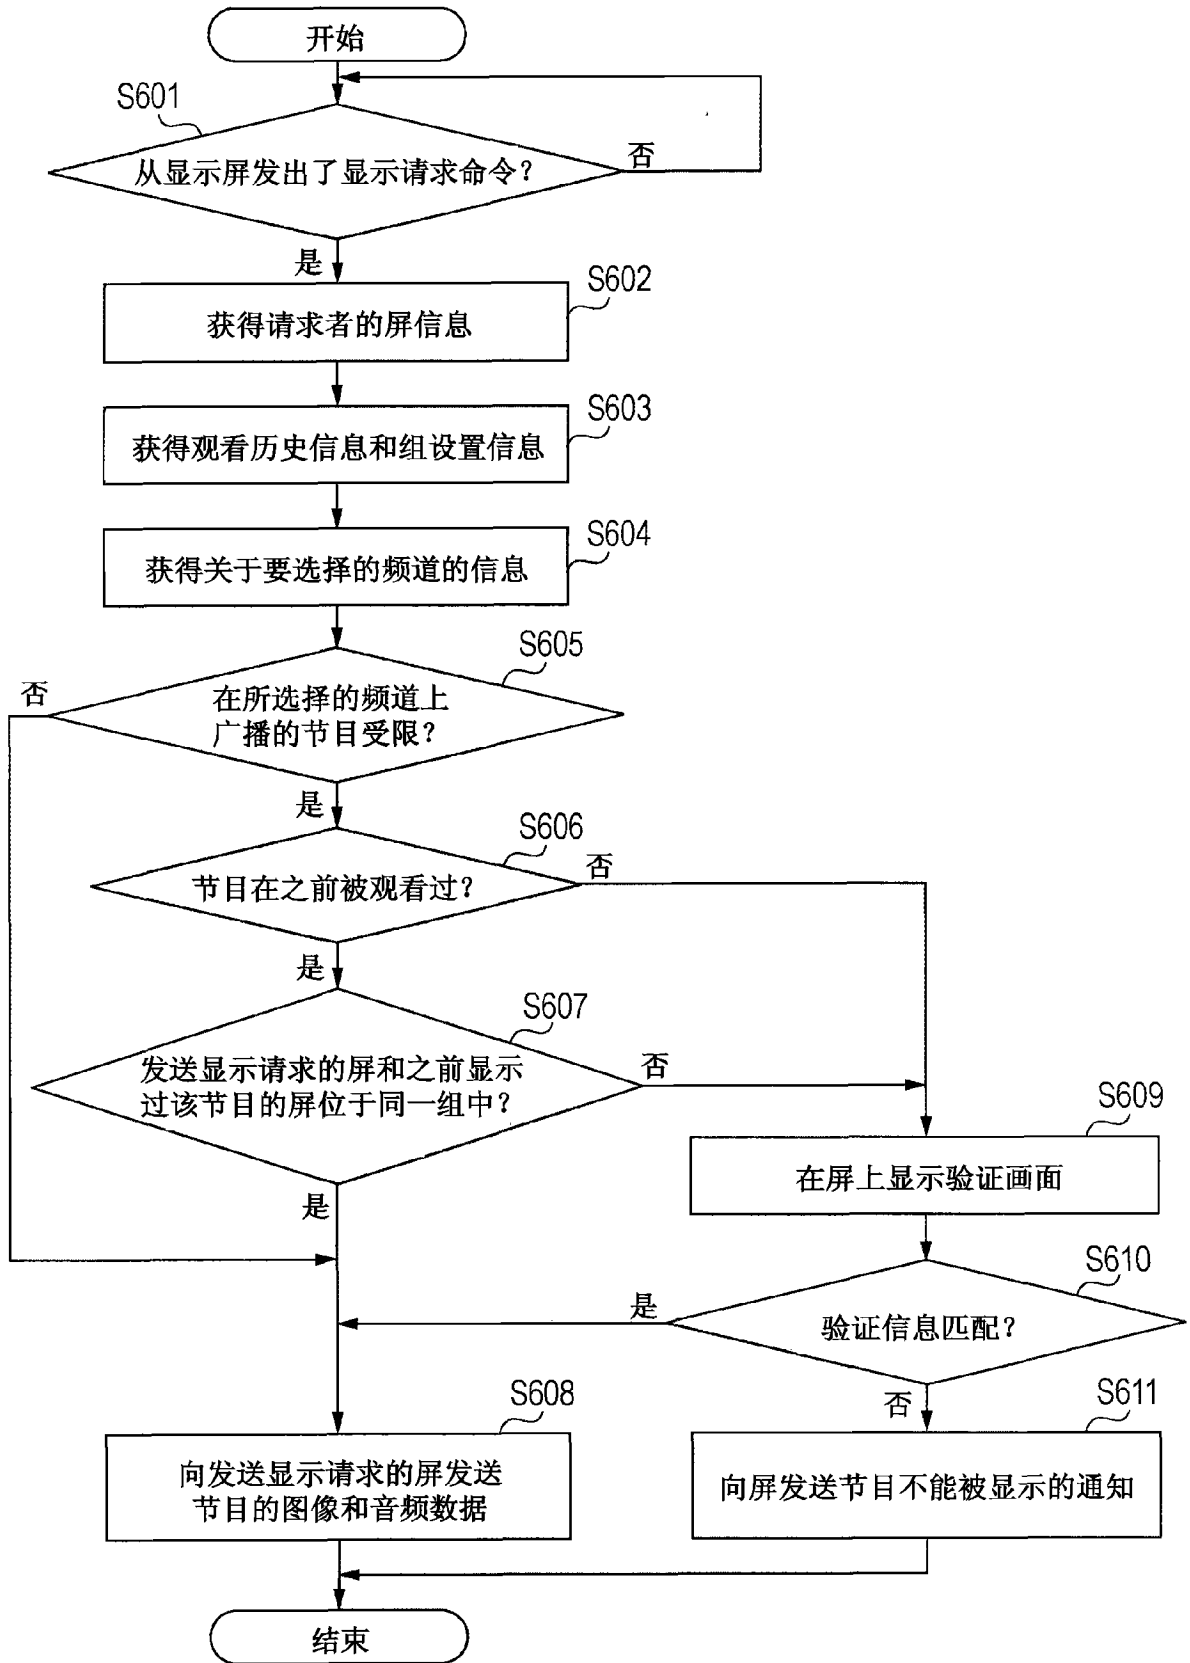 开始
S601
从显示屏发出了显示请求命令？
否
是
S602
获得请求者的屏信息
S603
获得观看历史信息和组设置信息
S604
获得关于要选择的频道的信息
S605
否
在所选择的频道上
广播的节目受限？
是
S606
否
节目在之前被观看过？
是
S607
发送显示请求的屏和之前显示
过该节目的屏位于同一组中？
否
S609
在屏上显示验证画面
是
S610
是
验证信息匹配？
S608
否
S611
向发送显示请求的屏发送
节目的图像和音频数据
向屏发送节目不能被显示的通知
结束